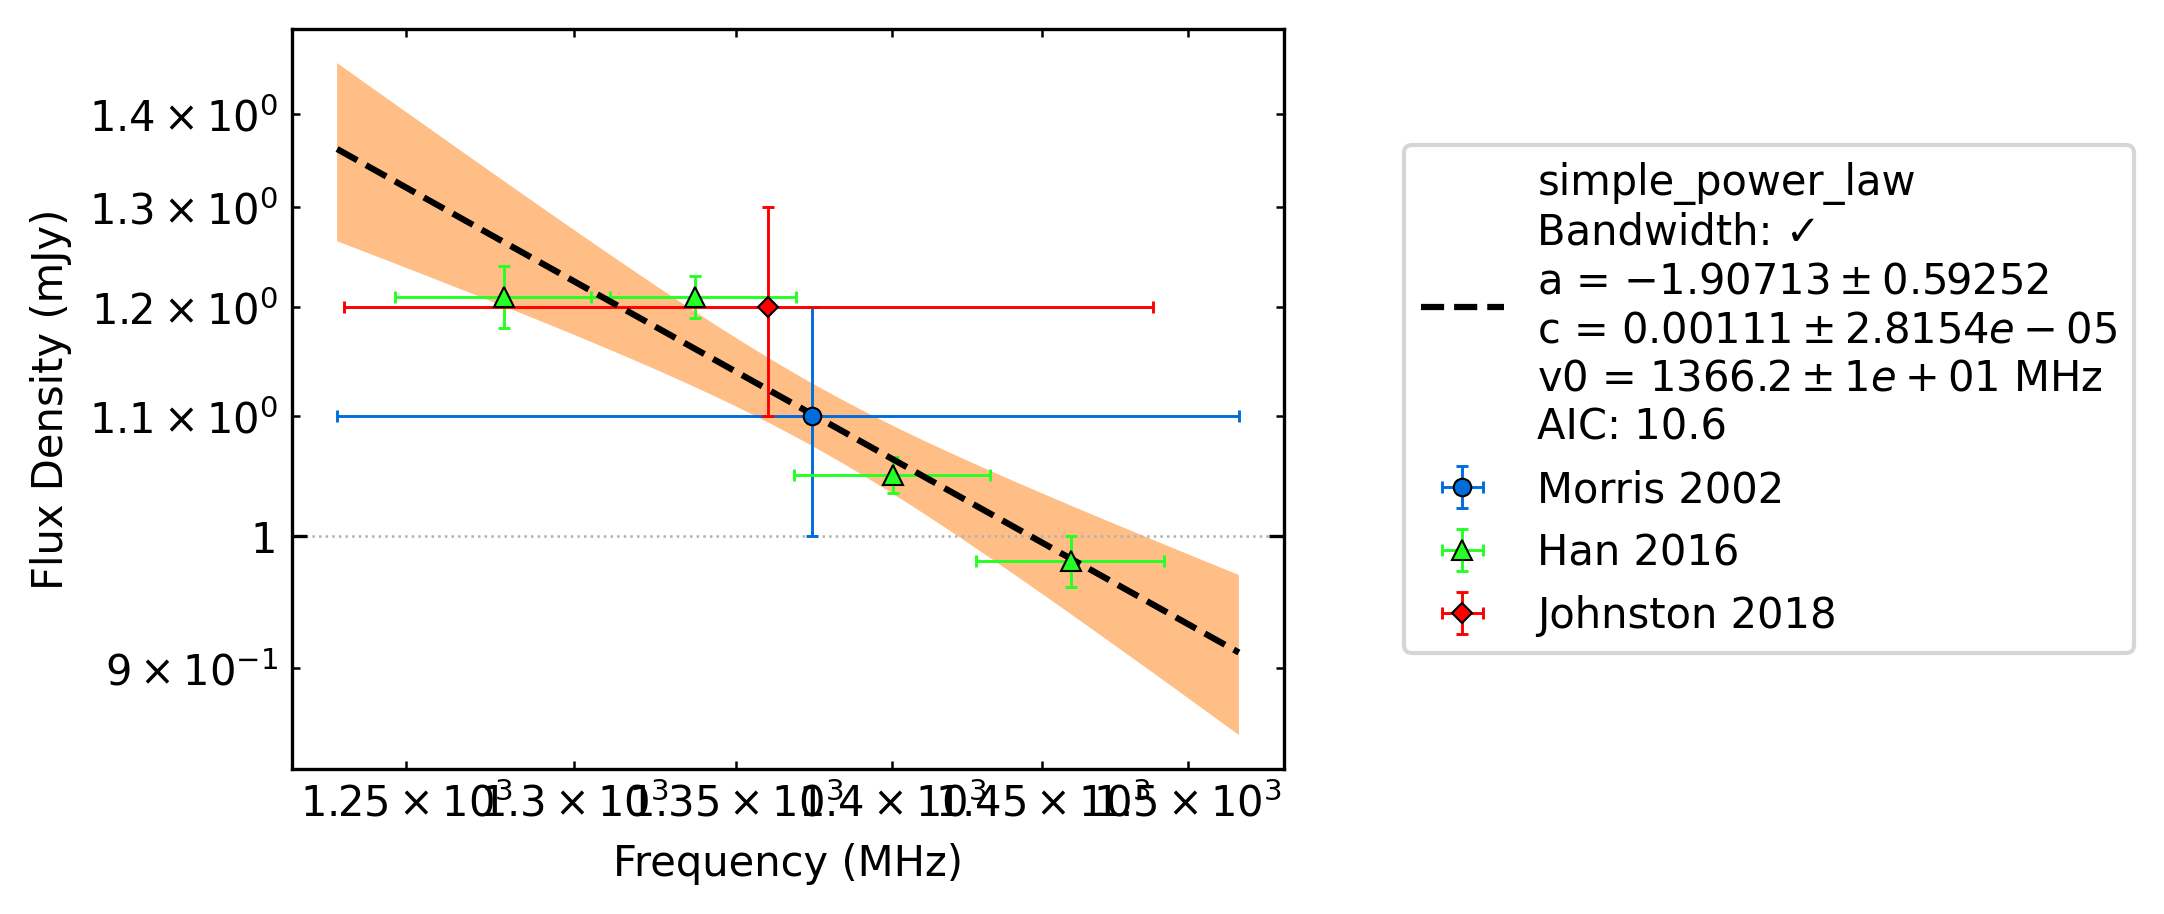 Flux Density (mJy)
1.4 × 10⁰
1.3 × 10⁰
1.2 × 10⁰
1.1 × 10⁰
1
9 × 10⁻¹
1.25 × 10³
1.3 × 10³
1.35 × 10³
1.4 × 10³
1.45 × 10³
1.5 × 10³
Frequency (MHz)
simple_power_law
Bandwidth: ✓
a = −1.90713 ± 0.59252
c = 0.00111 ± 2.8154e − 05
v0 = 1366.2 ± 1e + 01 MHz
AIC: 10.6
Morris 2002
Han 2016
Johnston 2018